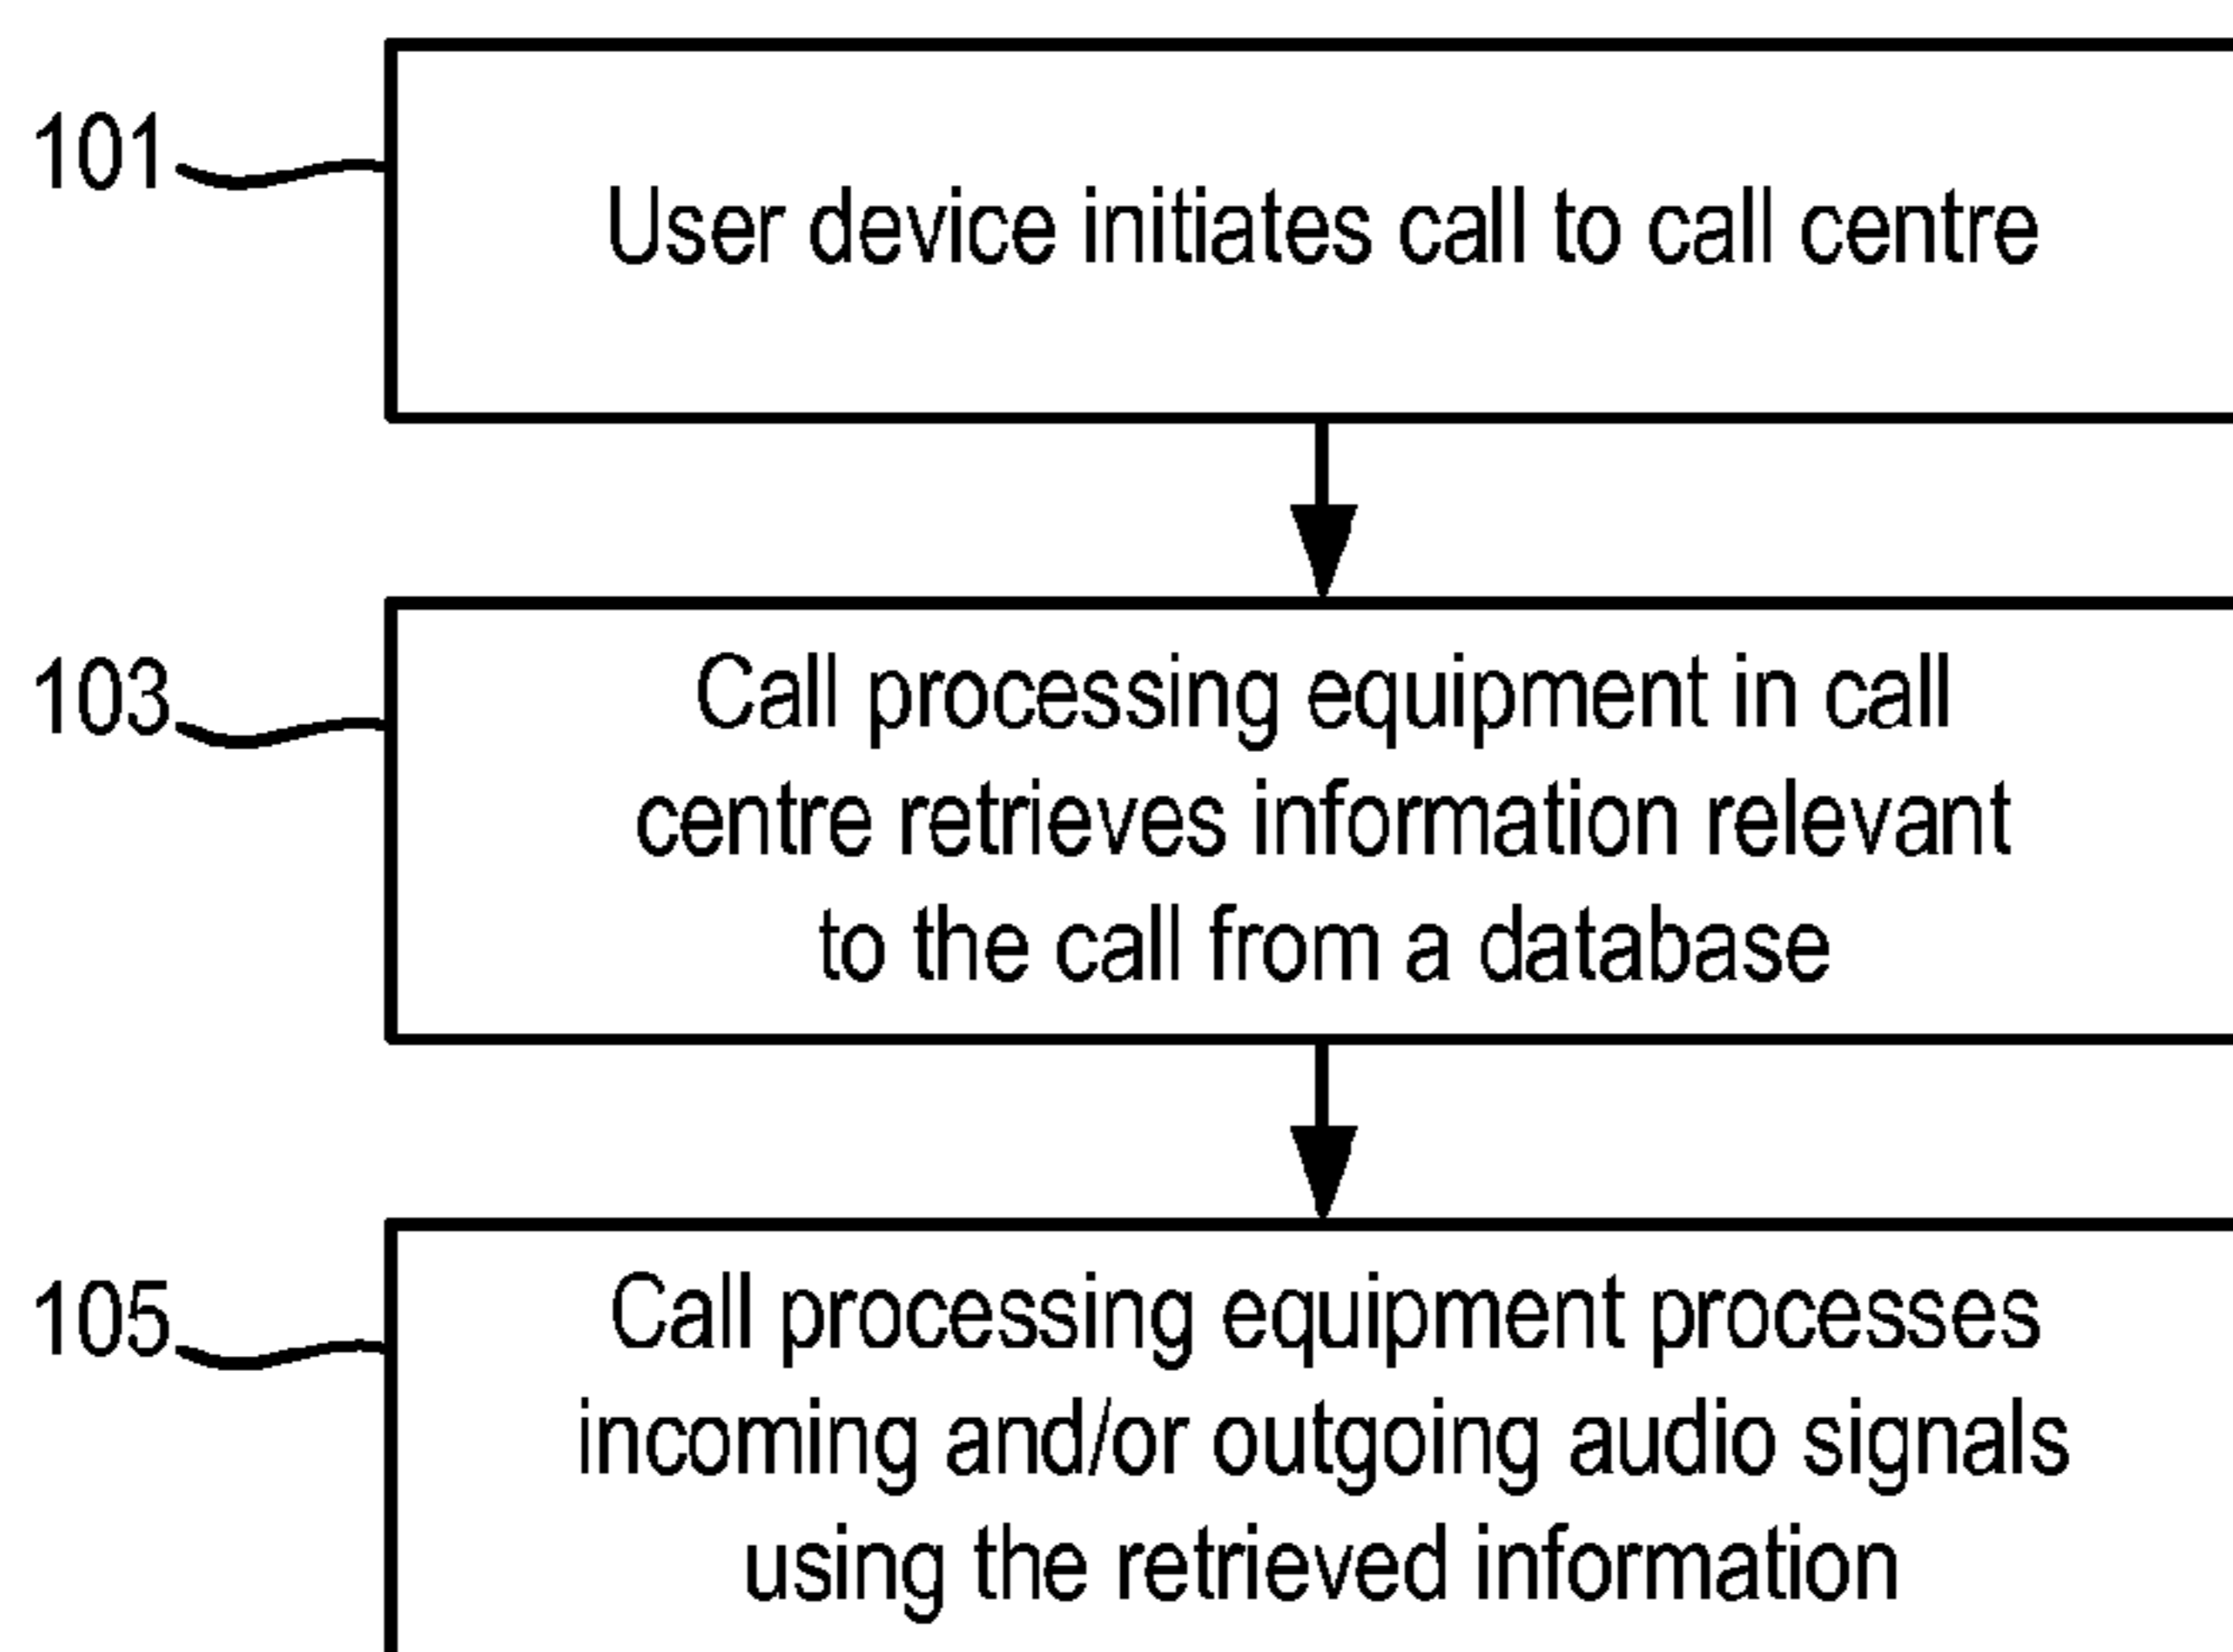 101
User device initiates call to call centre
103
Call processing equipment in call
centre retrieves information relevant
to the call from a database
105
Call processing equipment processes
incoming and/or outgoing audio signals
using the retrieved information